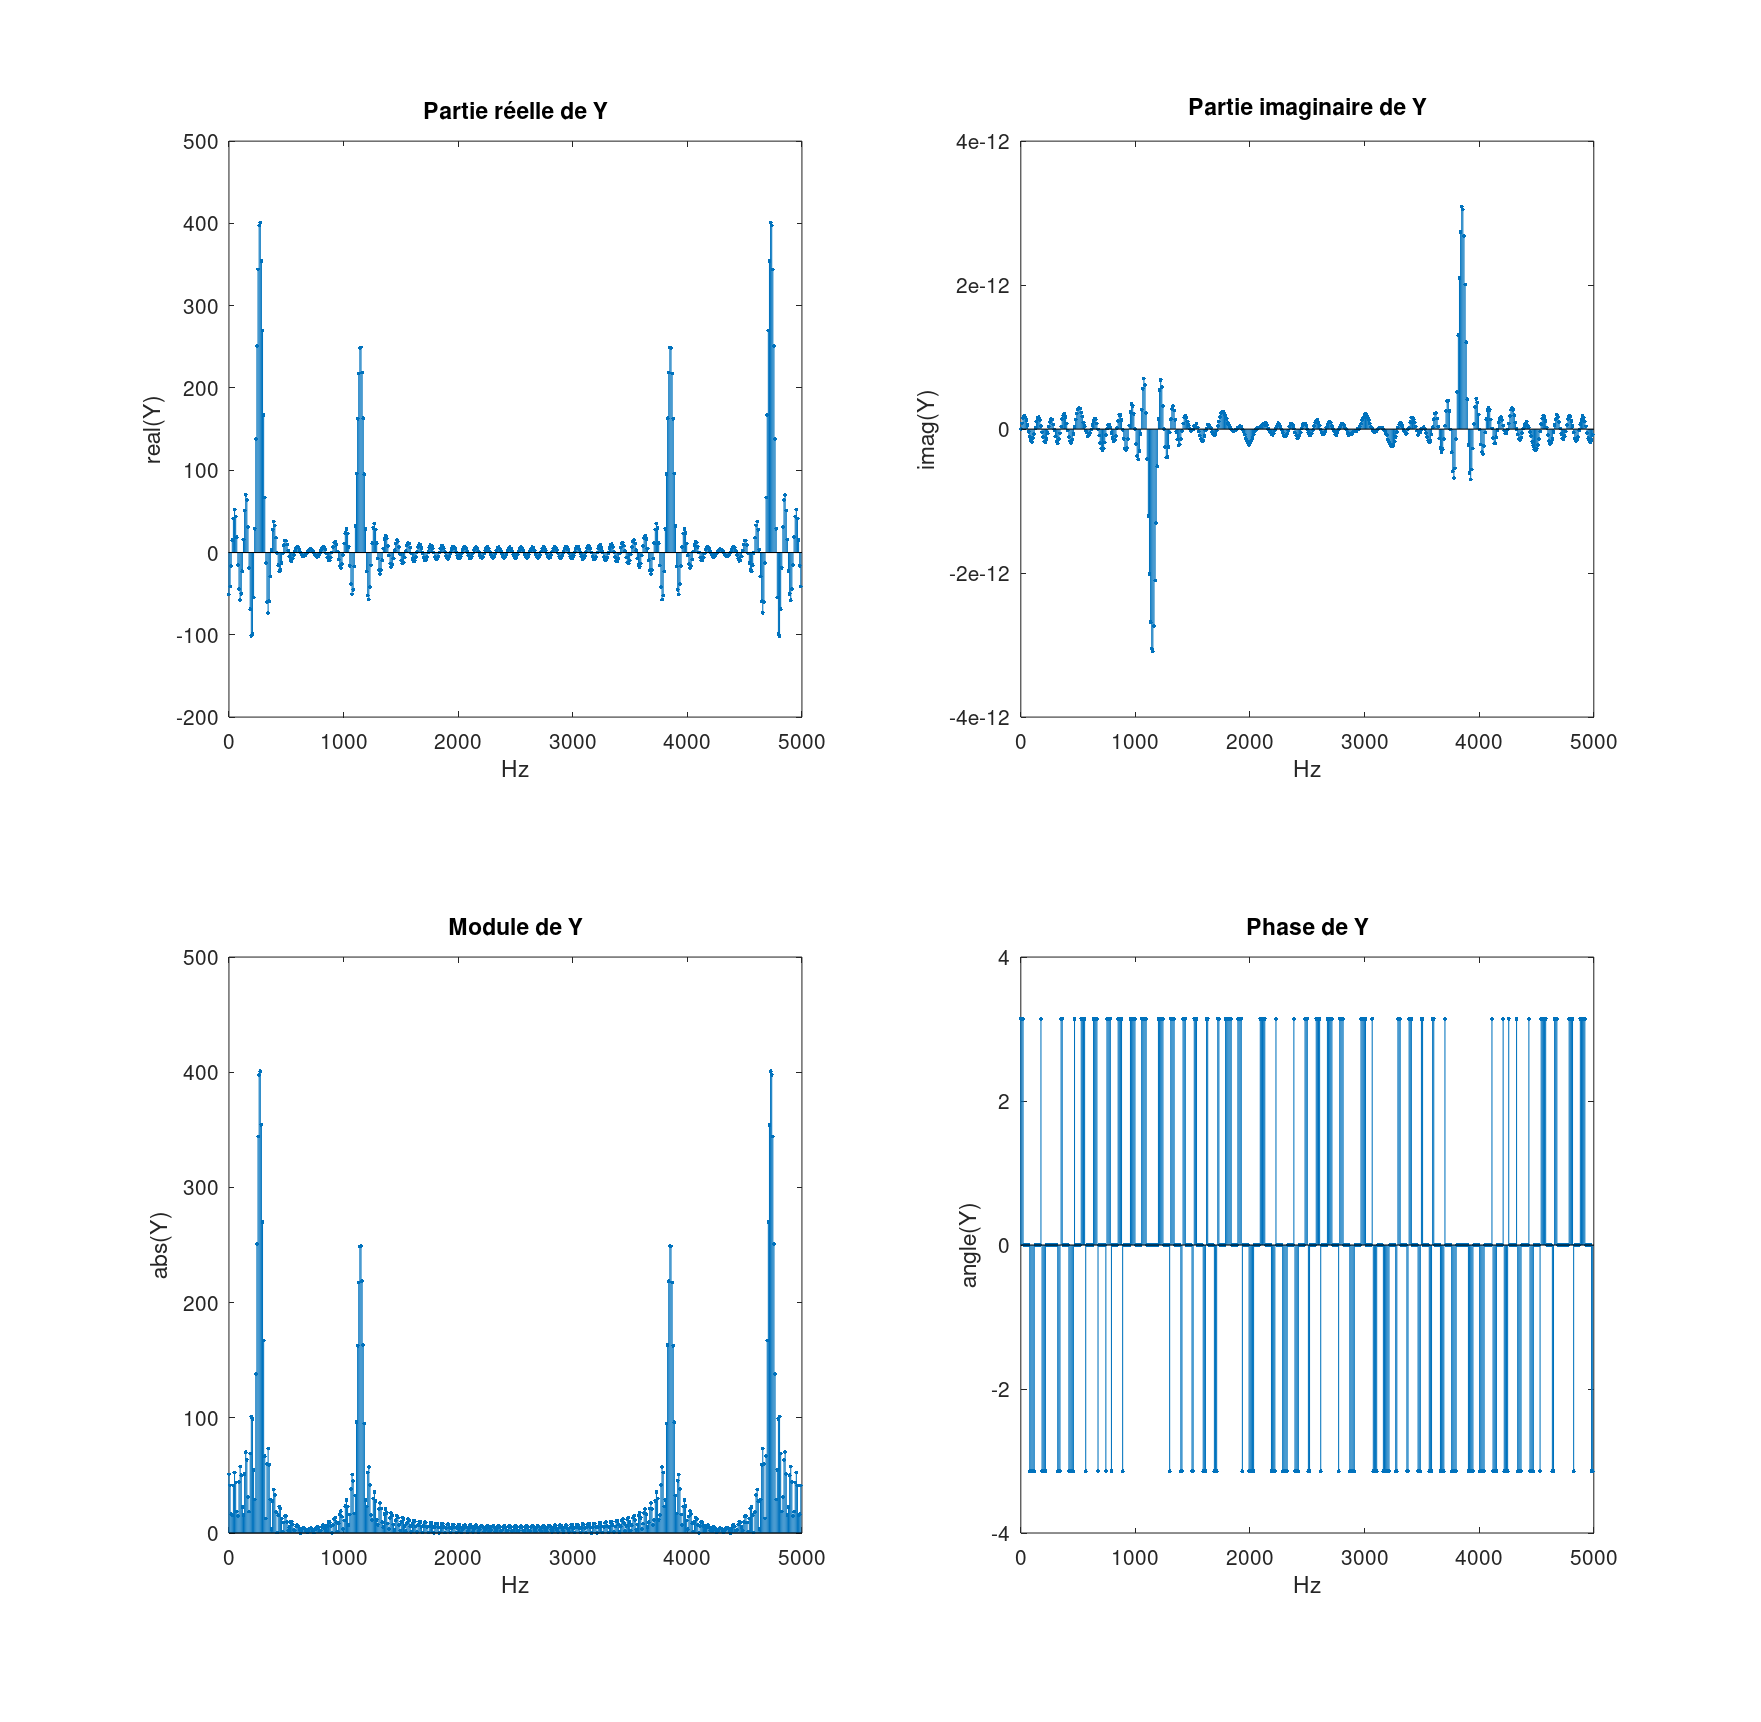 Partie réelle de Y
500
400
300
200
100
0
-100
-200
real(Y)
0 1000 2000 3000 4000 5000
Hz
Partie imaginaire de Y
4e-12
2e-12
0
-2e-12
-4e-12
imag(Y)
0 1000 2000 3000 4000 5000
Hz
Module de Y
500
400
300
200
100
0
abs(Y)
0 1000 2000 3000 4000 5000
Hz
Phase de Y
4
2
0
-2
-4
angle(Y)
0 1000 2000 3000 4000 5000
Hz